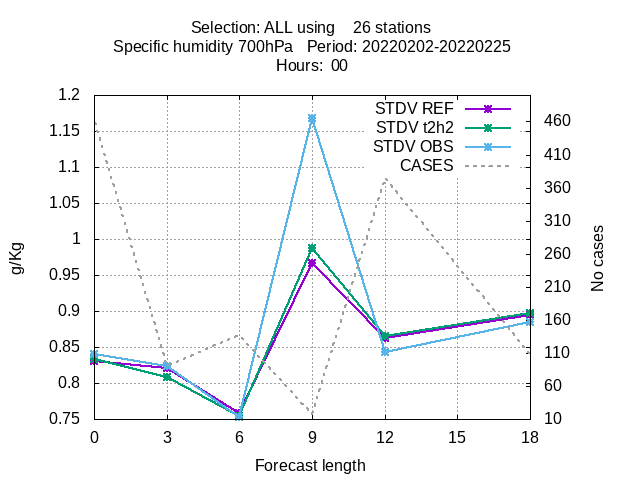 Selection: ALL using    26 stations
Specific humidity 700hPa   Period: 20220202-20220225
Hours:  00
STDV REF
STDV t2h2
STDV OBS
CASES
1.2
1.15
1.1
1.05
1
0.95
0.9
0.85
0.8
0.75
g/Kg
460
410
360
310
260
210
160
110
60
10
No cases
0 3 6 9 12 15 18
Forecast length